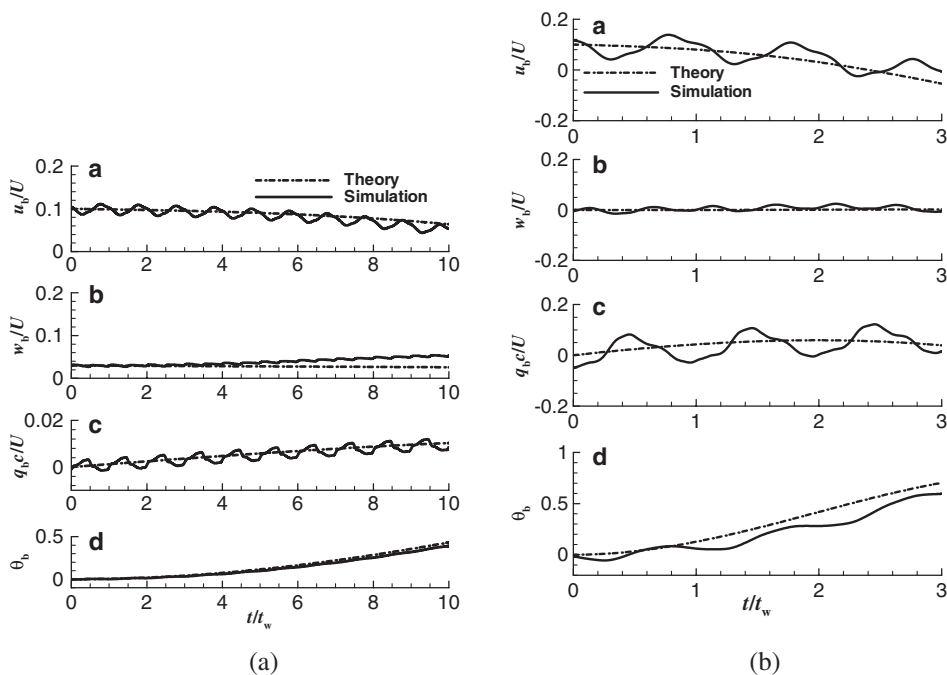 a
u_b/U
0.2
0.1
0
Theory
Simulation
0 2 4 6 8 10
b
w_b/U
0.2
0.1
0
0 2 4 6 8 10
c
q_bc/U
0.02
0
0 2 4 6 8 10
d
θ_b
0.5
0
0 2 4 6 8 10
t/t_w
(a)
a
u_b/U
0.2
0
-0.2
Theory
Simulation
0 1 2 3
b
w_b/U
0.2
0
-0.2
0 1 2 3
c
q_bc/U
0.2
0
-0.2
0 1 2 3
d
θ_b
1
0.5
0
0 1 2 3
t/t_w
(b)